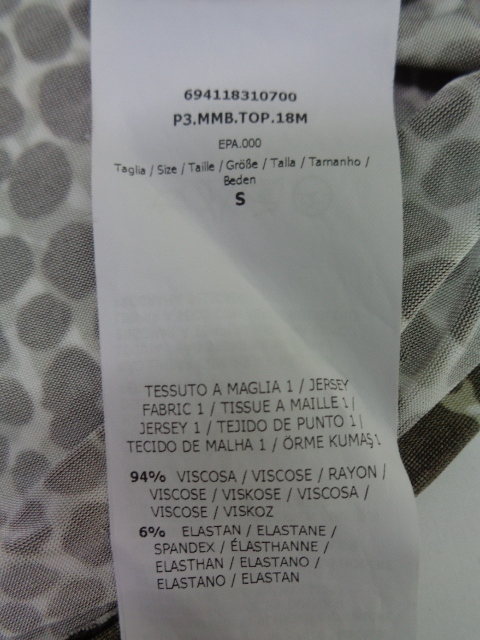 694118310700
P3.MMB.TOP.18M
EPA.000
Taglia / Size / Taille / Größe / Talla / Tamanho /
Beden
S
TESSUTO A MAGLIA 1 / JERSEY
FABRIC 1 / TISSUE A MAILLE 1 /
JERSEY 1 / TEJIDO DE PUNTO 1 /
TECIDO DE MALHA 1 / ÖRME KUMAŞ 1
94% VISCOSA / VISCOSE / RAYON /
VISCOSE / VISKOSE / VISCOSA /
VISCOSE / VISKOZ
6% ELASTAN / ELASTANE /
SPANDEX / ÉLASTHANNE /
ELASTHAN / ELASTANO /
ELASTANO / ELASTAN